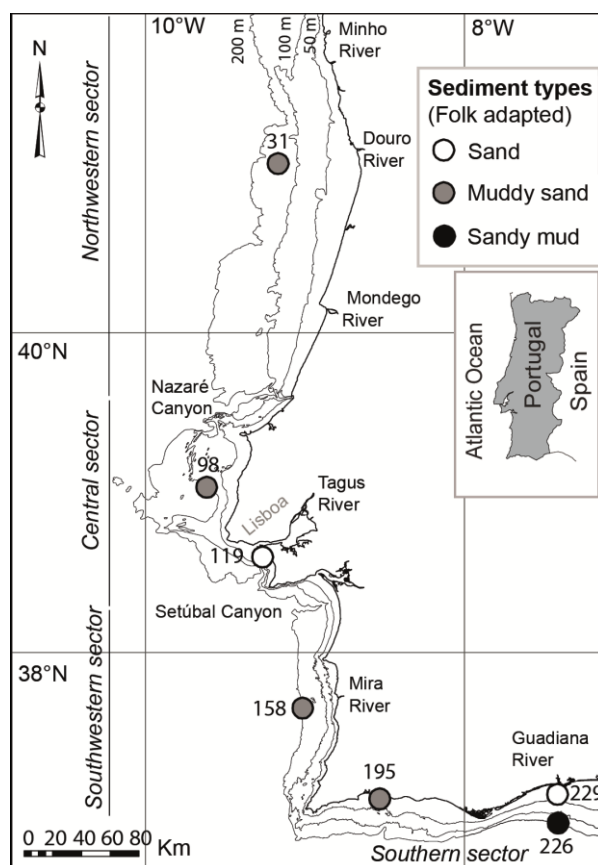 10°W
8°W
N
200 m
100 m
50 m
Minho
River
Sediment types
(Folk adapted)
Sand
Muddy sand
Sandy mud
Northwestern sector
31
Douro
River
Mondego
River
Atlantic Ocean
Portugal
Spain
40°N
Nazaré
Canyon
Central sector
98
Lisboa
Tagus
River
119
Setúbal Canyon
38°N
Southwestern sector
158
Mira
River
195
Guadiana
River
229
226
Southern sector
0 20 40 60 80
Km